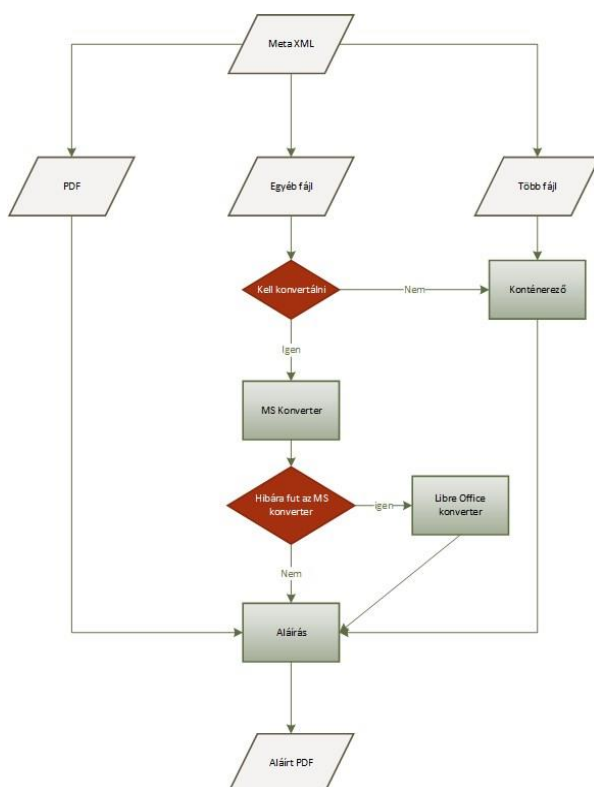 Meta XML
PDF
Egyéb fájl
Több fájl
Kell konvertálni
Nem
Konténerező
Igen
MS Konverter
Hibára fut az MS
konverter
igen
Libre Office
konverter
Nem
Aláírás
Aláírt PDF